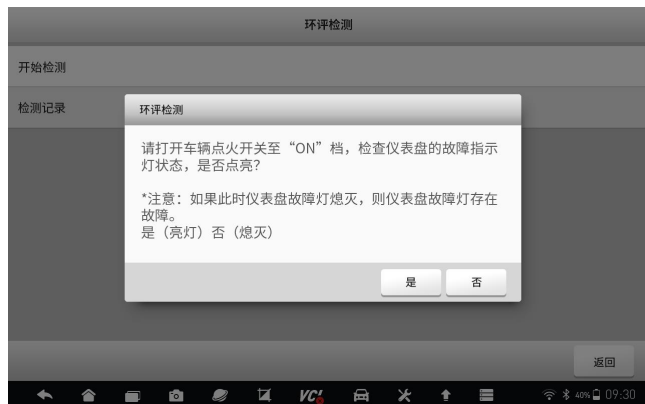 环评检测
开始检测
检测记录
环评检测
请打开车辆点火开关至“ON”档，检查仪表盘的故障指示
灯状态，是否点亮？
*注意：如果此时仪表盘故障灯熄灭，则仪表盘故障灯存在
故障。
是（亮灯）否（熄灭）
是
否
返回
VCI
40%
09:30